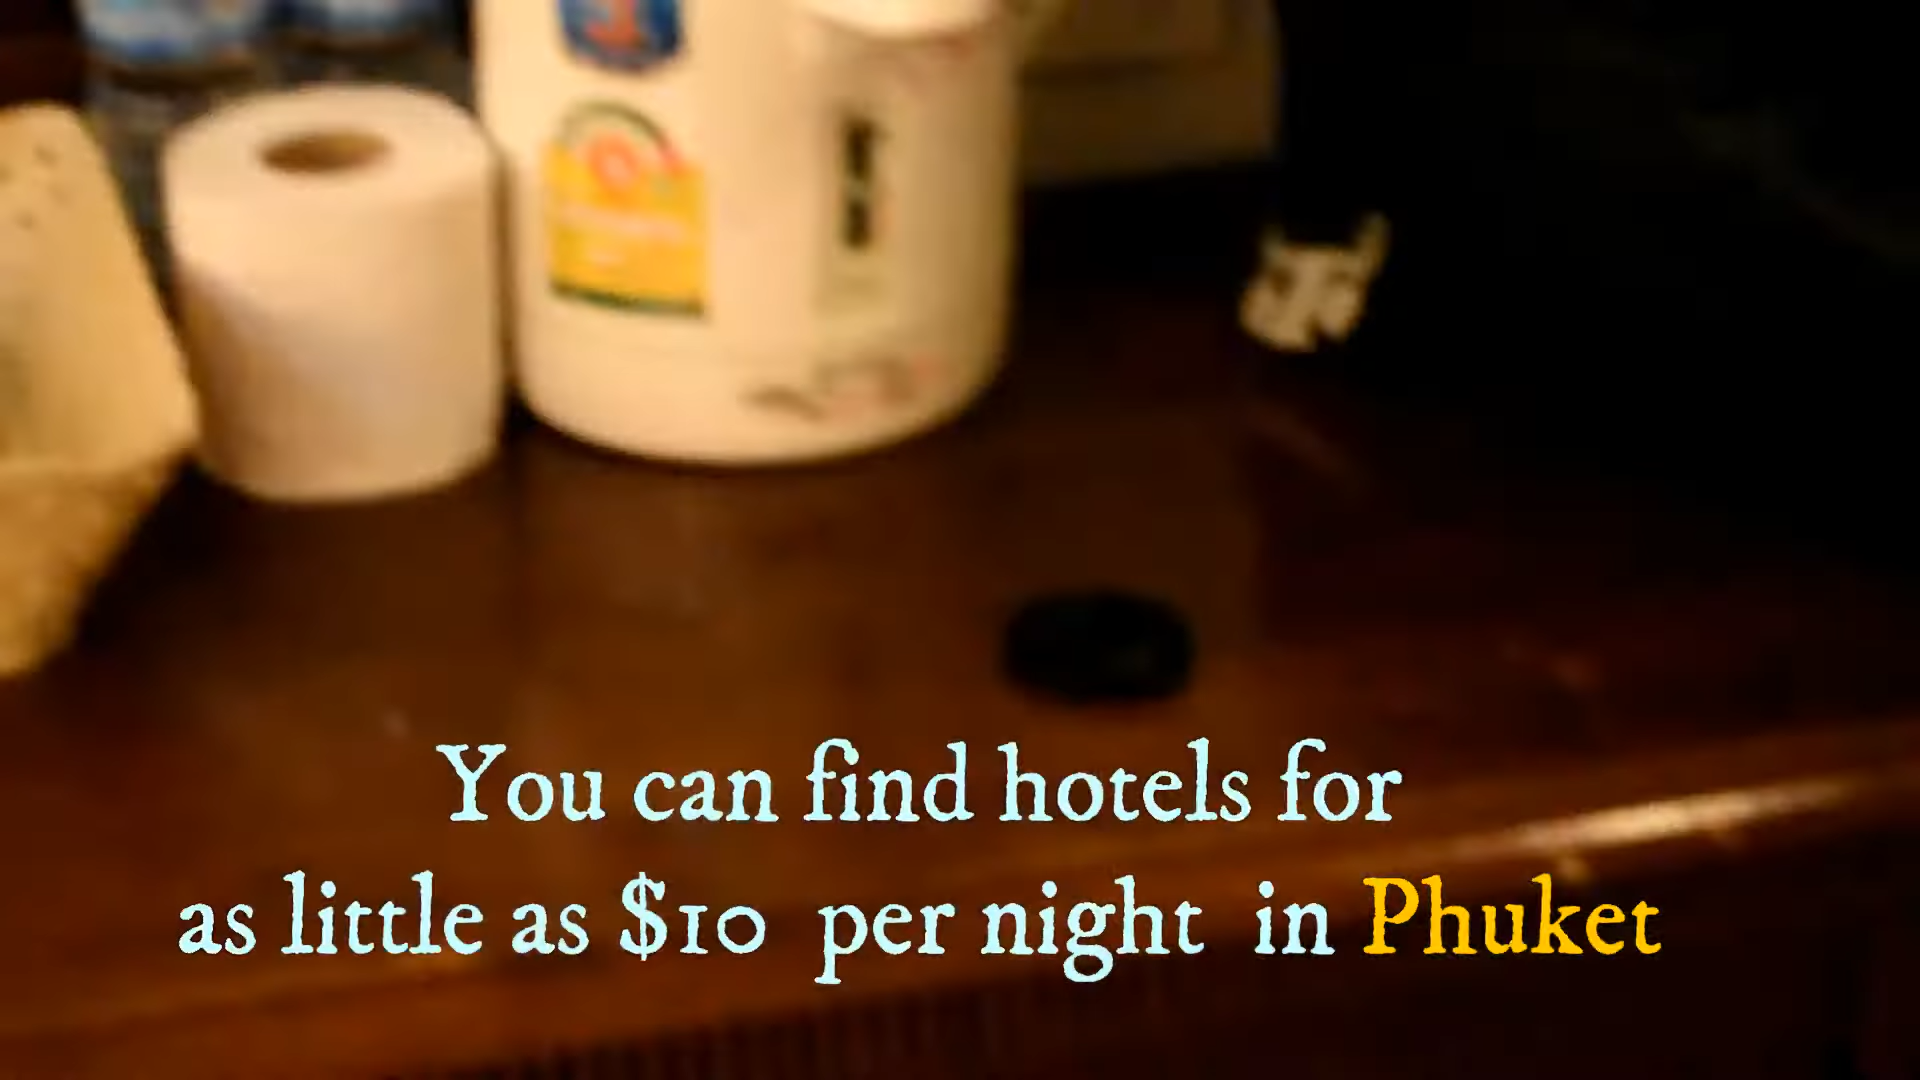 You can find hotels for
as little as $10 per night in Phuket